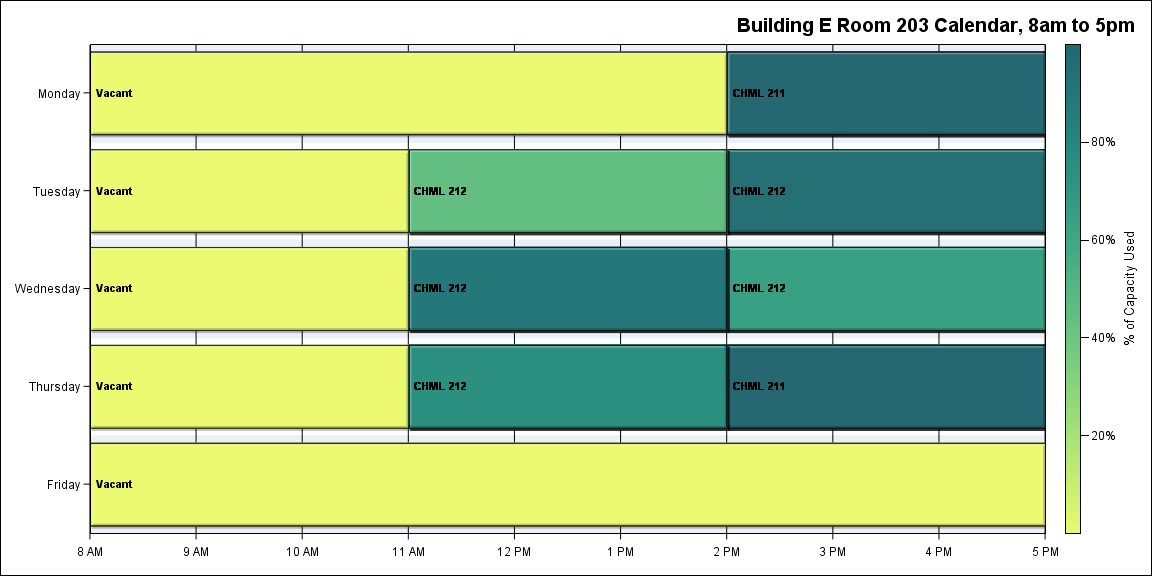 Building E Room 203 Calendar, 8am to 5pm
Monday
Vacant
CHML 211
Tuesday
Vacant
CHML 212
CHML 212
Wednesday
Vacant
CHML 212
CHML 212
Thursday
Vacant
CHML 212
CHML 211
Friday
Vacant
8 AM
9 AM
10 AM
11 AM
12 PM
1 PM
2 PM
3 PM
4 PM
5 PM
80%
60%
40%
20%
% of Capacity Used